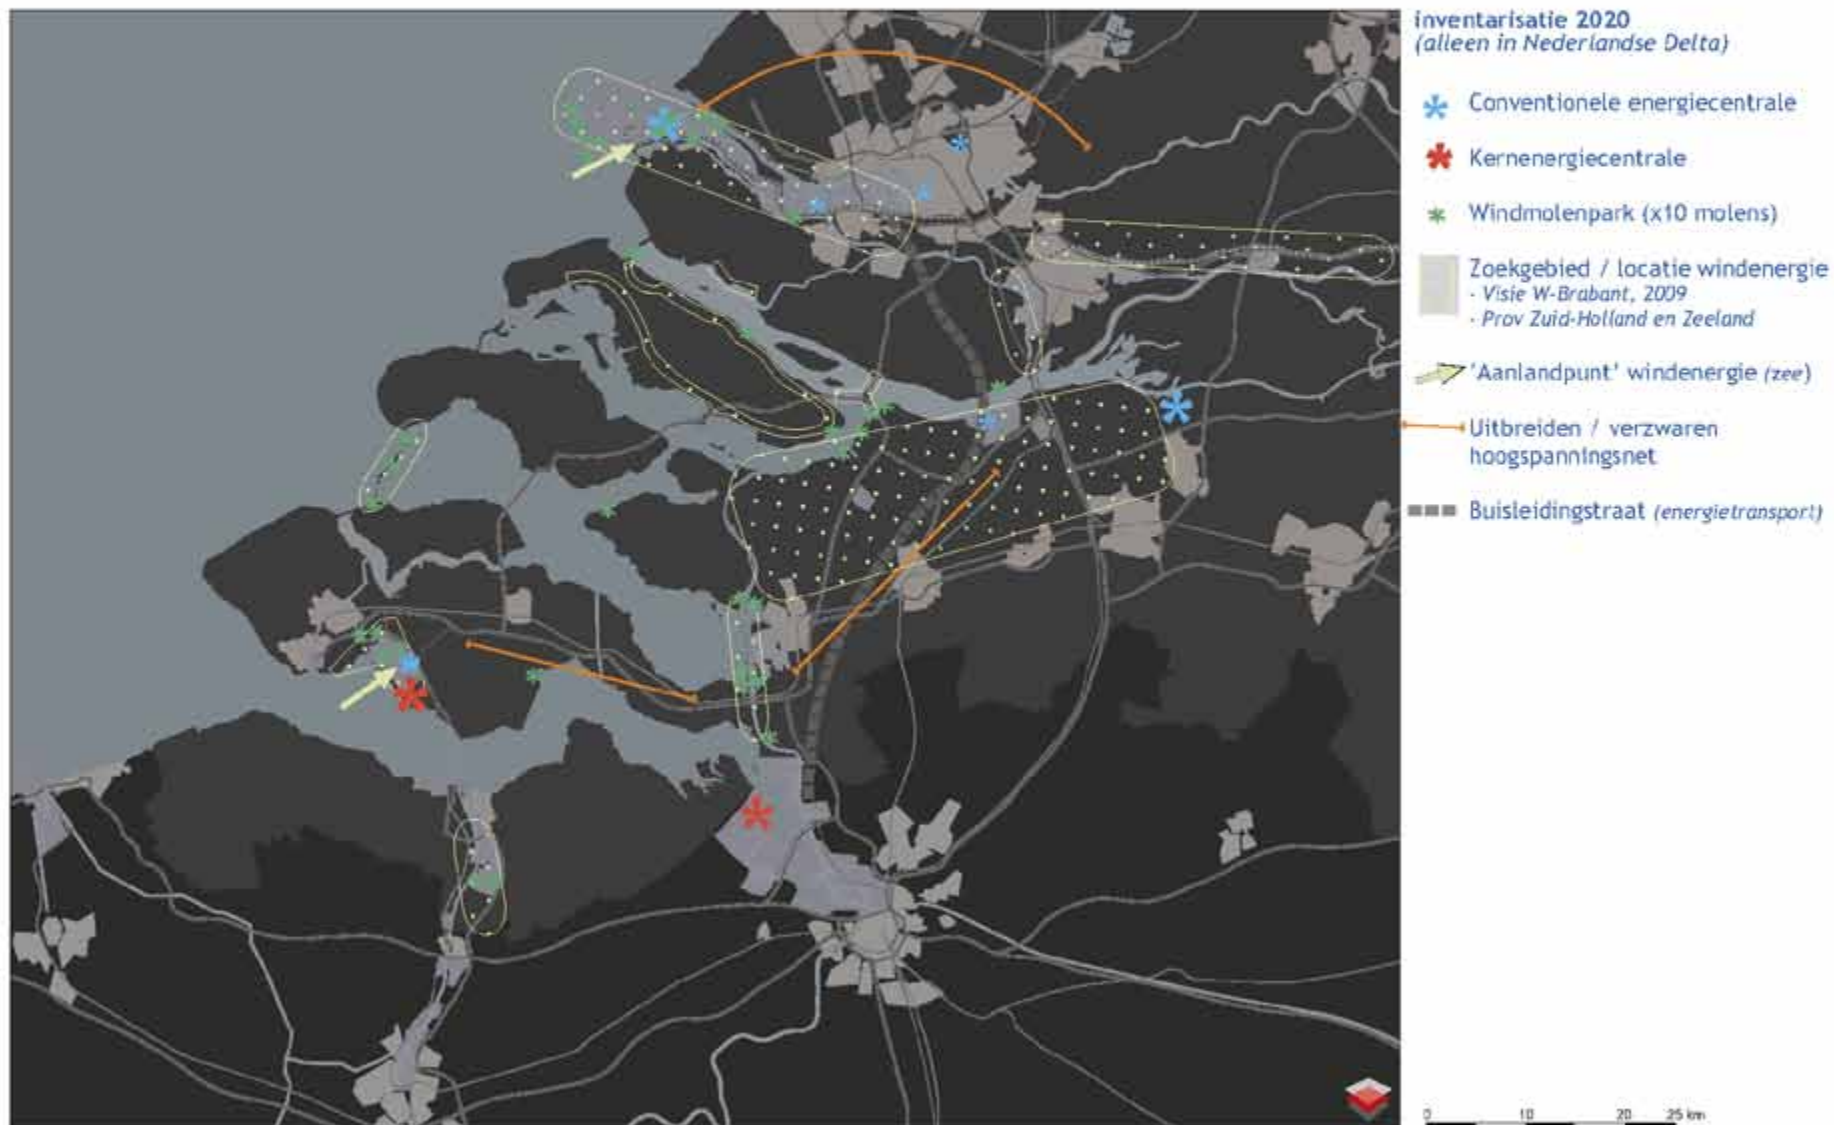 inventarisatie 2020
(alleen in Nederlandse Delta)
Conventionele energiecentrale
Kernenergiecentrale
Windmolenpark (x10 molens)
Zoekgebied / locatie windenergie
- Visie W-Brabant, 2009
- Prov Zuid-Holland en Zeeland
'Aanlandpunt' windenergie (zee)
Uitbreiden / verzwaren
hoogspanningsnet
Buisleidingstraat (energietransport)
0 10 20 25 km